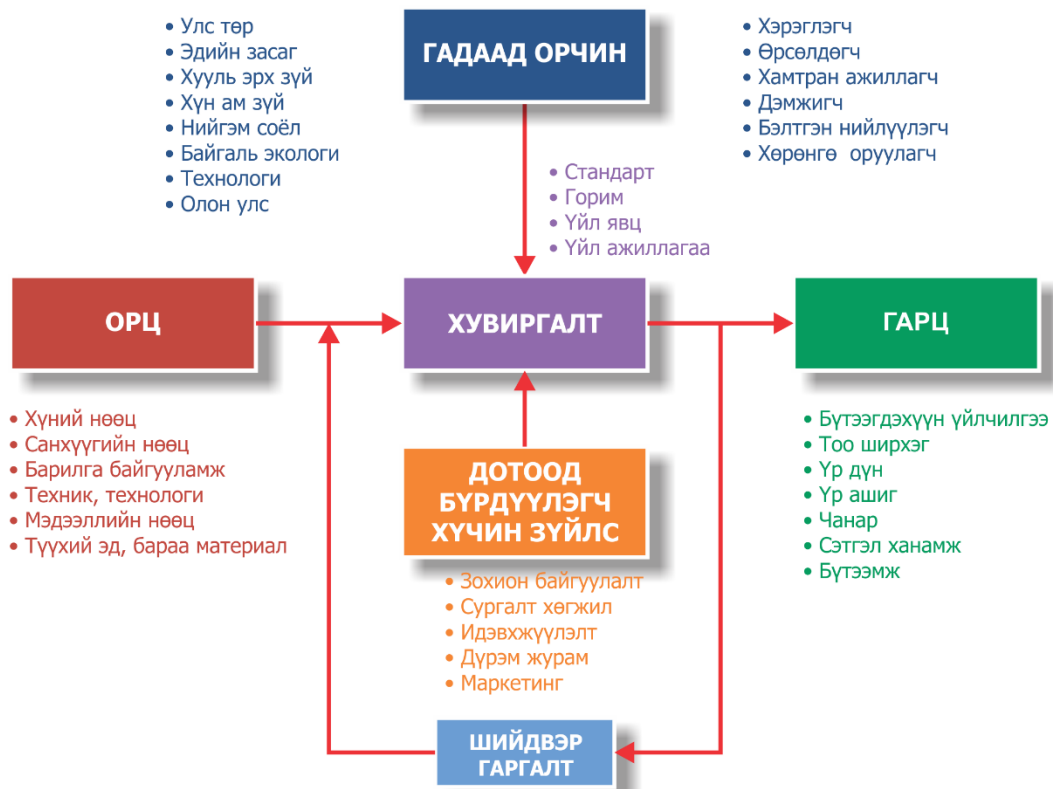 • Улс төр
• Эдийн засаг
• Хууль эрх зүй
• Хүн ам зүй
• Нийгэм соёл
• Байгаль экологи
• Технологи
• Олон улс
ГАДААД ОРЧИН
• Хэрэглэгч
• Өрсөлдөгч
• Хамтран ажиллагч
• Дэмжигч
• Бэлтгэн нийлүүлэгч
• Хөрөнгө оруулагч
• Стандарт
• Горим
• Үйл явц
• Үйл ажиллагаа
ОРЦ
ХУВИРГАЛТ
ГАРЦ
• Хүний нөөц
• Санхүүгийн нөөц
• Барилга байгууламж
• Техник, технологи
• Мэдээллийн нөөц
• Түүхий эд, бараа материал
ДОТООД
БҮРДҮҮЛЭГЧ
ХҮЧИН ЗҮЙЛС
• Зохион байгуулалт
• Сургалт хөгжил
• Идэвхжүүлэлт
• Дүрэм журам
• Маркетинг
• Бүтээгдэхүүн үйлчилгээ
• Тоо ширхэг
• Үр дүн
• Үр ашиг
• Чанар
• Сэтгэл ханамж
• Бүтээмж
ШИЙДВЭР
ГАРГАЛТ